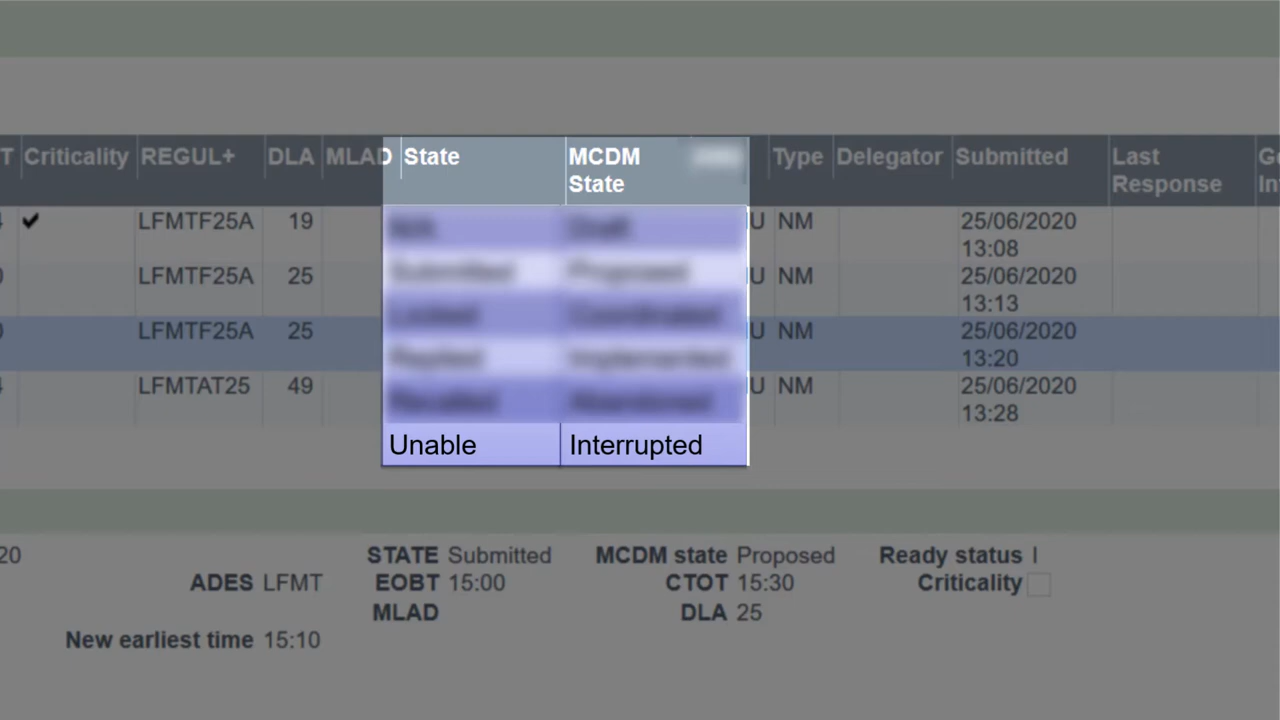 T Criticality REGUL+ DLA MLAD State MCDM Type Delegator Submitted Last
State Response
LFMTF25A 19 U NM 25/06/2020
13:08
LFMTF25A 25 U NM 25/06/2020
13:13
LFMTF25A 25 U NM 25/06/2020
13:20
LFMTAT25 49 U NM 25/06/2020
13:28
Unable Interrupted
20 STATE Submitted MCDM state Proposed Ready status I
ADES LFMT EOBT 15:00 CTOT 15:30 Criticality
MLAD DLA 25
New earliest time 15:10